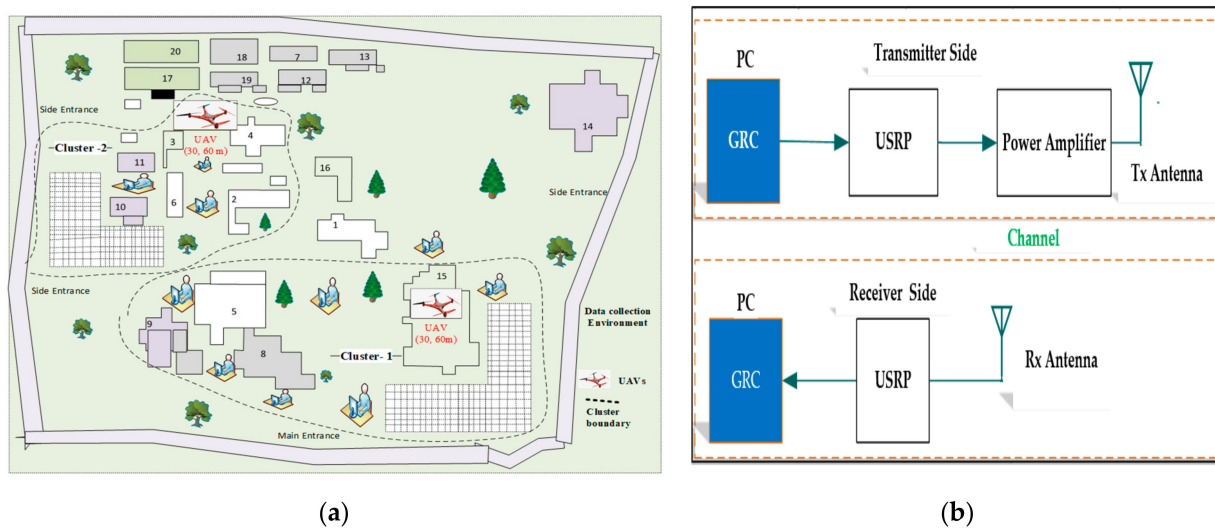 20
18
7
13
17
19
12
Side Entrance
UAV
(30, 60 m)
4
3
14
Cluster -2
11
16
Side Entrance
6
2
10
1
Side Entrance
15
5
UAV
(30, 60m)
9
8
Cluster- 1
Data collection
Environment
UAVs
Cluster
boundary
Main Entrance
(a)
PC
Transmitter Side
GRC
USRP
Power Amplifier
Tx Antenna
Channel
PC
Receiver Side
GRC
USRP
Rx Antenna
(b)